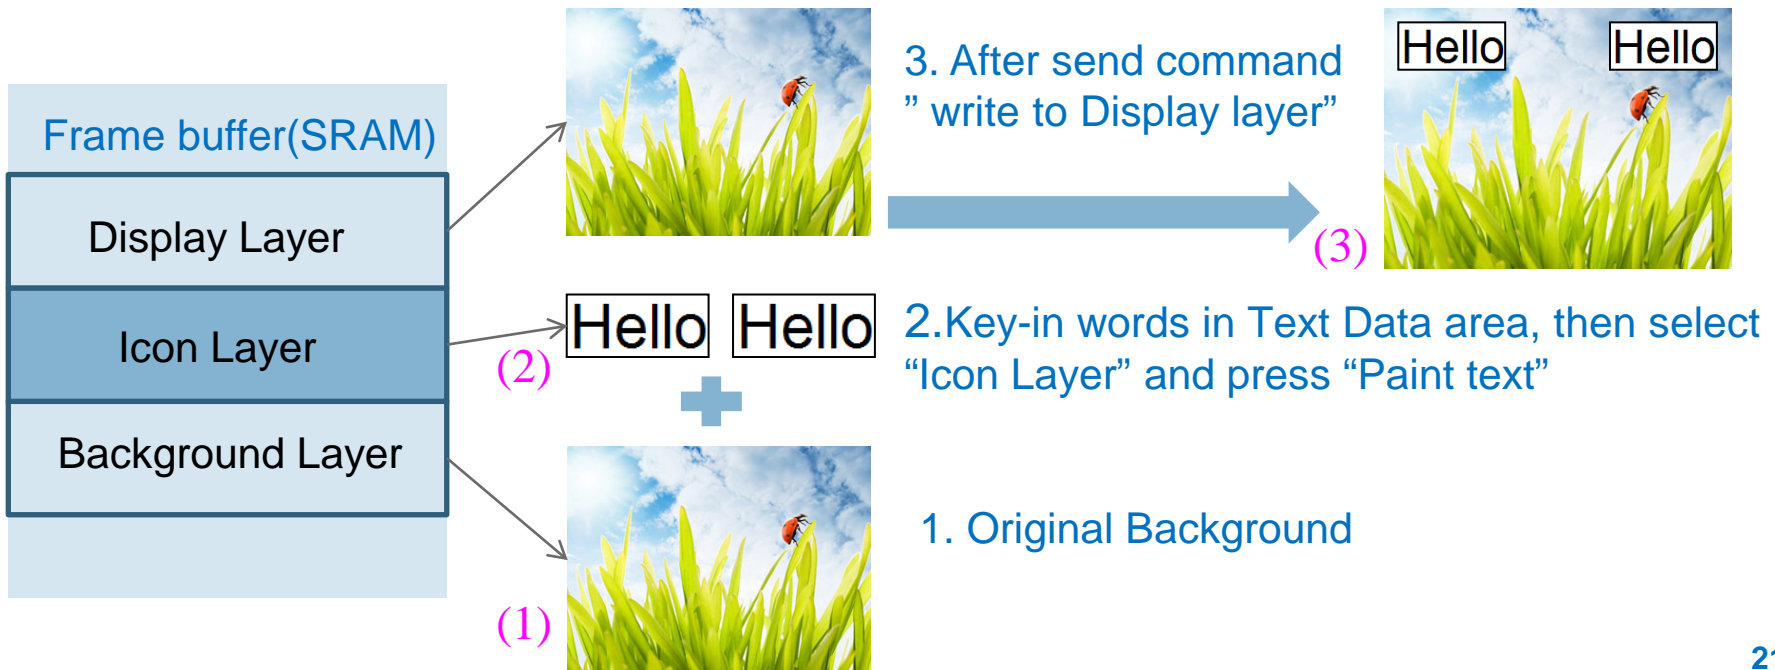 Frame buffer(SRAM)
Display Layer
Icon Layer
Background Layer
3. After send command
” write to Display layer”
Hello Hello
(3)
Hello Hello
(2)
2.Key-in words in Text Data area, then select
“Icon Layer” and press “Paint text”
1. Original Background
(1)